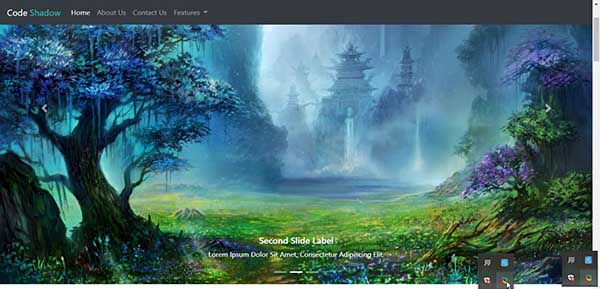 Code Shadow Home About Us Contact Us Features
Second Slide Label
Lorem Ipsum Dolor Sit Amet, Consectetur Adipiscing Elit.